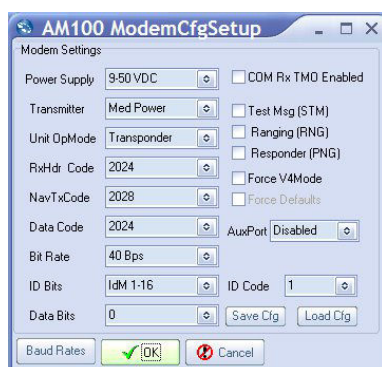 AM100 ModemCfgSetup
Modem Settings
Power Supply 9-50 VDC COM Rx TMO Enabled
Transmitter Med Power Test Msg (STM)
Unit OpMode Transponder Ranging (RNG)
Responder (PNG)
RxHdr Code 2024 Force V4Mode
NavTxCode 2028 Force Defaults
Data Code 2024 AuxPort Disabled
Bit Rate 40 Bps
ID Bits IdM 1-16 ID Code 1
Data Bits 0 Save Cfg Load Cfg
Baud Rates OK Cancel